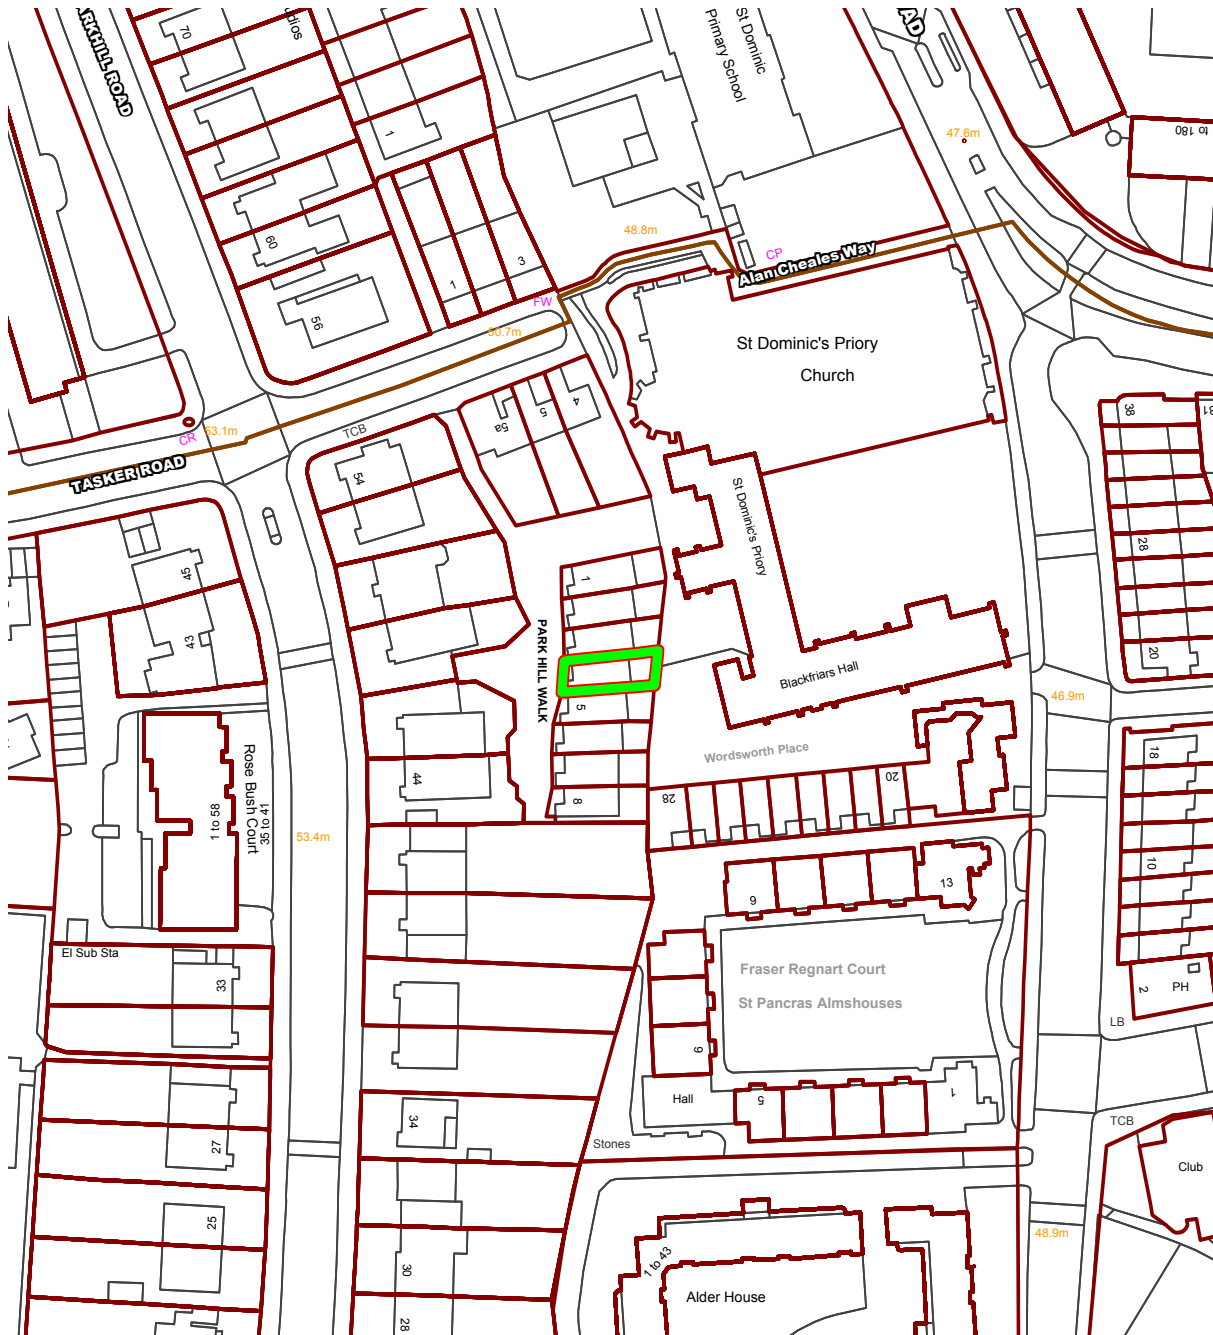 70
dios
ARKHILL ROAD
St Dominic
Primary School
AD
47.6m
to 180
1
60
56
1
3
48.8m
CP
Alan Cheales Way
FW
50.7m
St Dominic's Priory
Church
CR
53.1m
TASKER ROAD
TCB
54
5a
5
4
St Dominic's Priory
38
31
28
20
45
43
1
PARK HILL WALK
5
8
Blackfriars Hall
46.9m
Wordsworth Place
28
20
18
10
44
Rose Bush Court
35 to 41
1 to 58
53.4m
9
13
El Sub Sta
33
Fraser Regnart Court
St Pancras Almshouses
2
PH
LB
6
Hall
5
1
TCB
34
27
Stones
Club
25
48.9m
1 to 43
30
Alder House
28